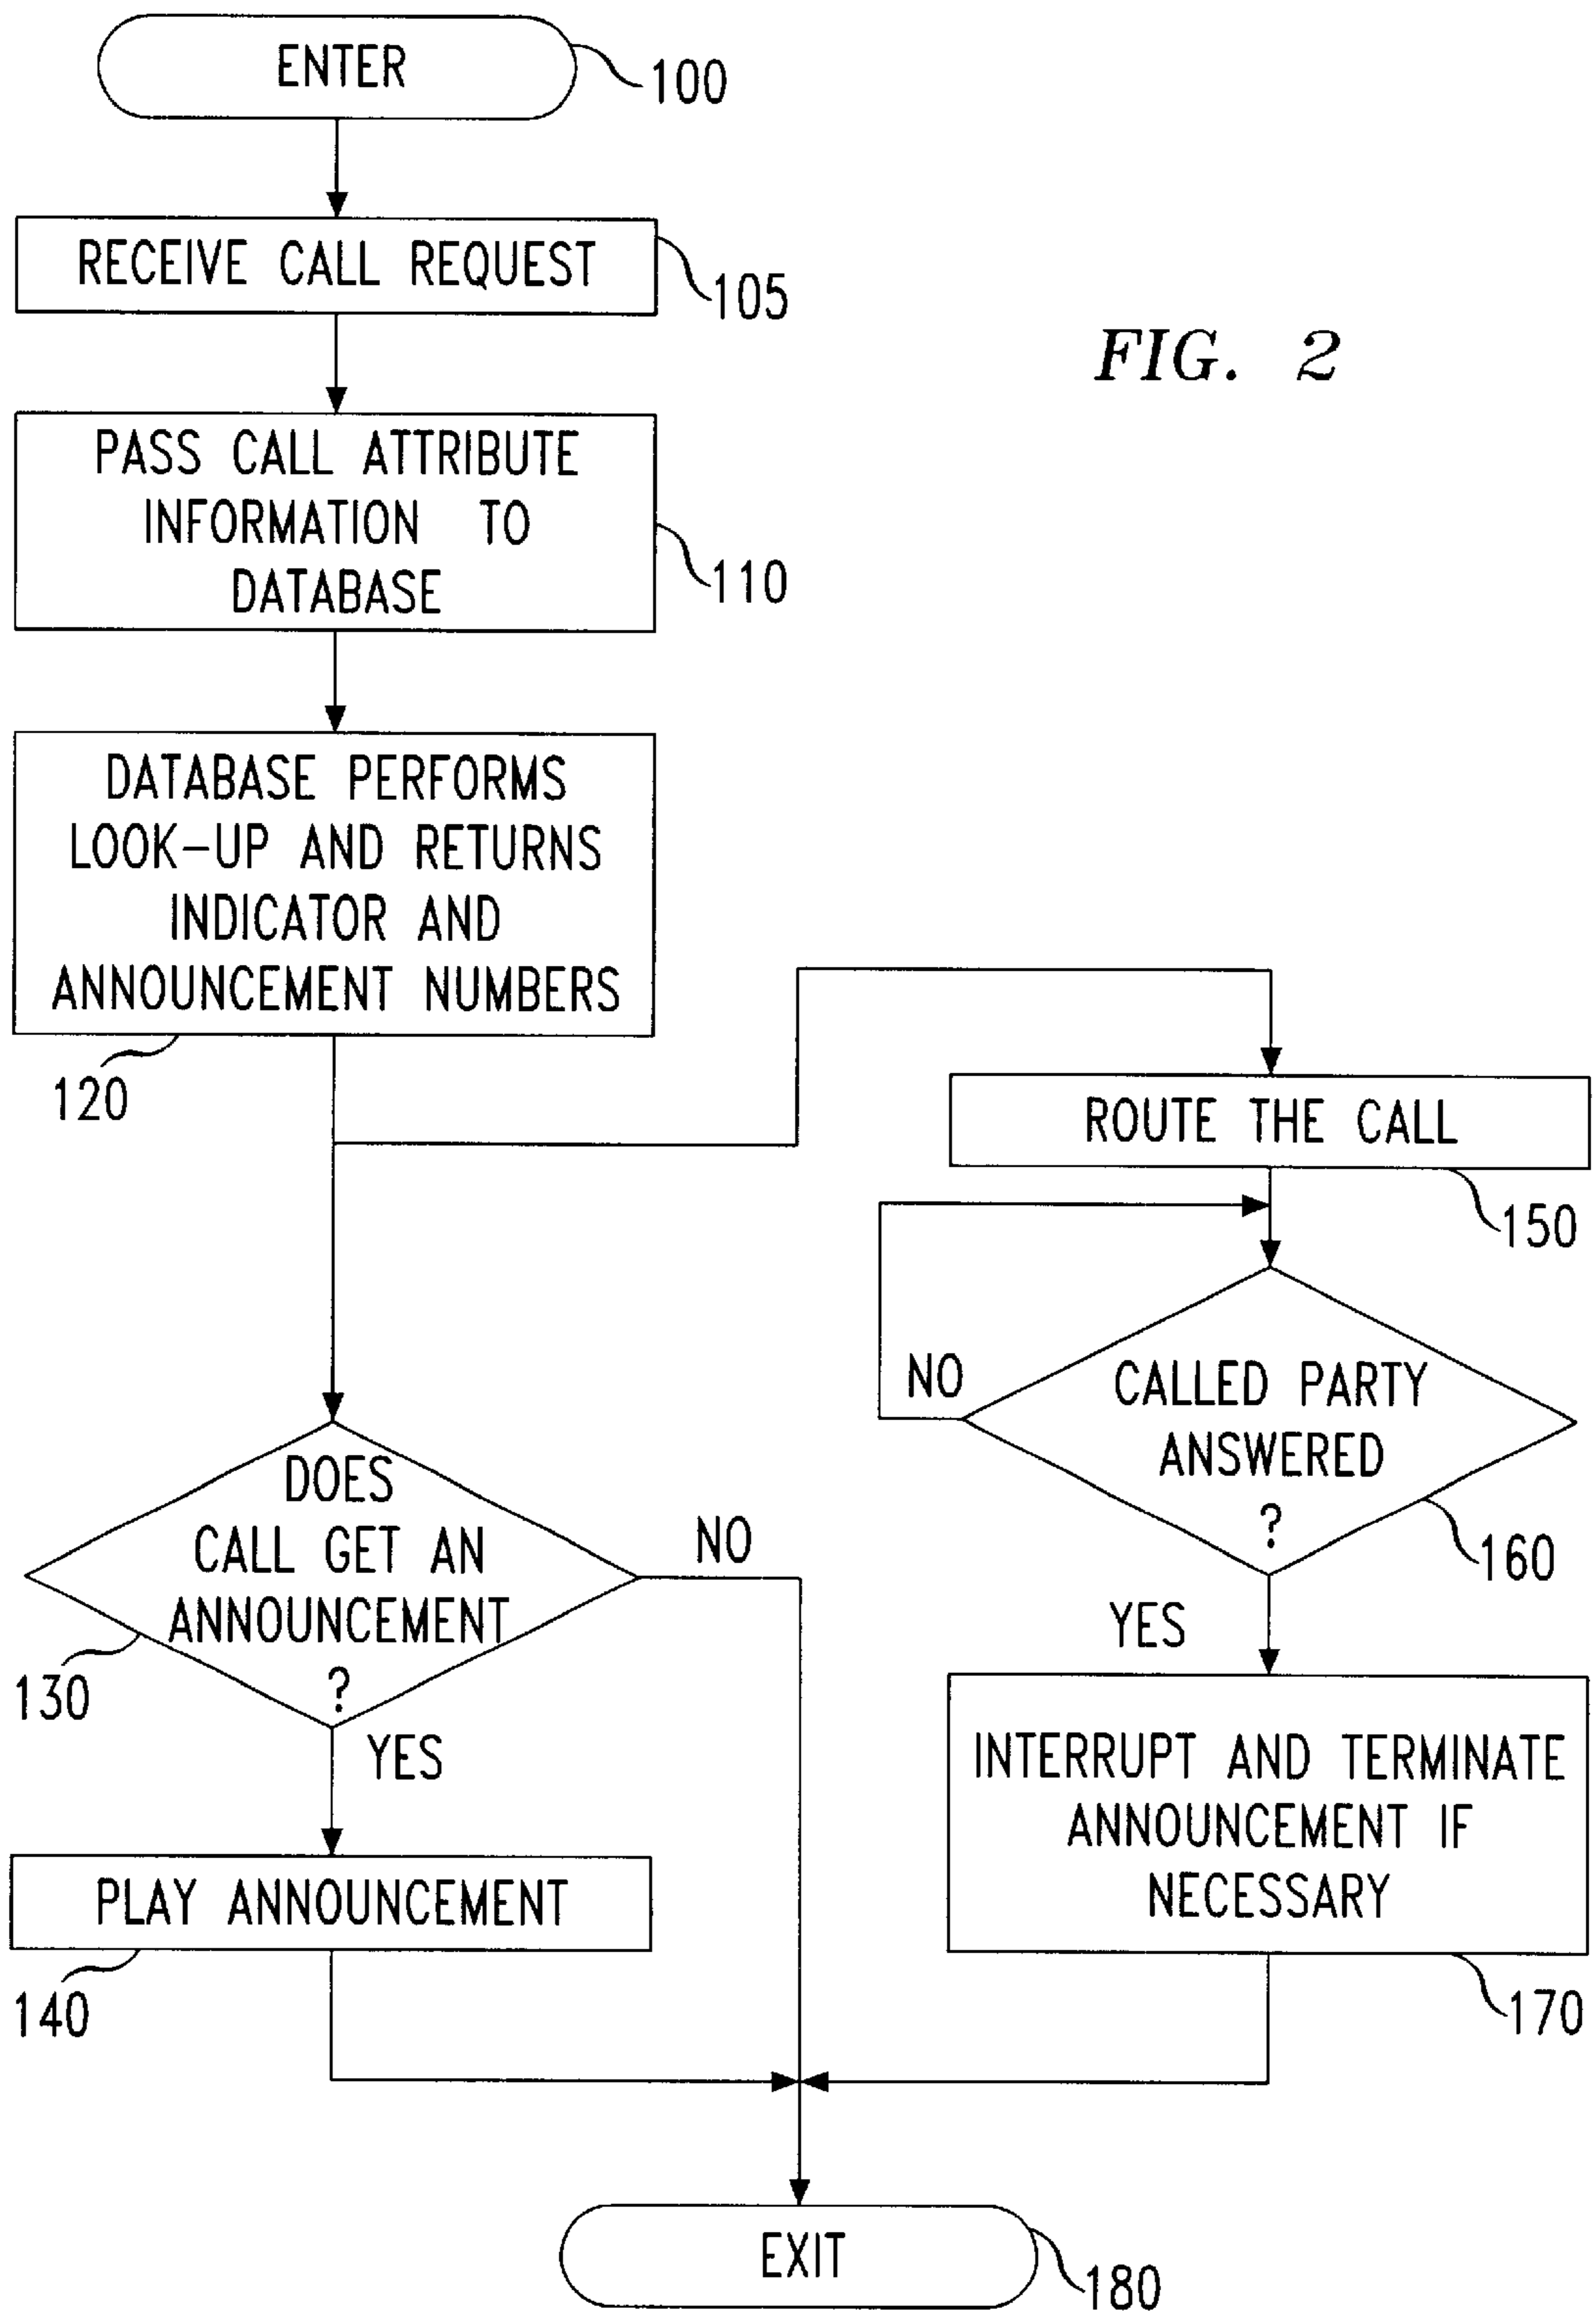 ENTER
100
RECEIVE CALL REQUEST
105
FIG. 2
PASS CALL ATTRIBUTE
INFORMATION TO
DATABASE
110
DATABASE PERFORMS
LOOK-UP AND RETURNS
INDICATOR AND
ANNOUNCEMENT NUMBERS
120
ROUTE THE CALL
150
CALLED PARTY
ANSWERED
?
NO
160
YES
DOES
CALL GET AN
ANNOUNCEMENT
?
NO
130
YES
INTERRUPT AND TERMINATE
ANNOUNCEMENT IF
NECESSARY
170
PLAY ANNOUNCEMENT
140
EXIT
180